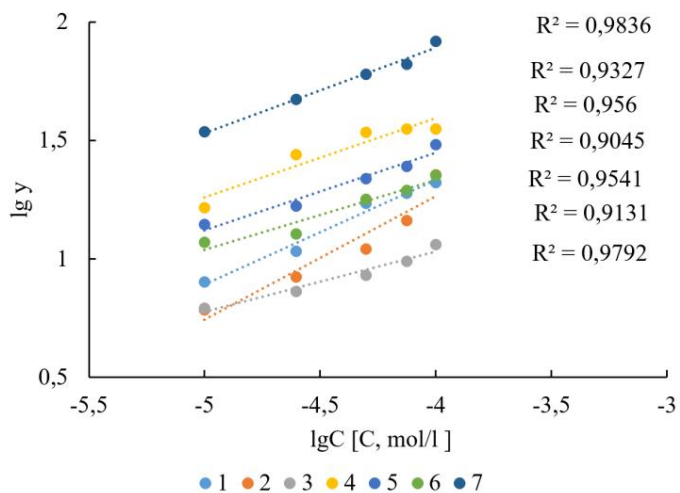 2
R² = 0,9836
R² = 0,9327
R² = 0,956
1,5
R² = 0,9045
R² = 0,9541
R² = 0,9131
1
R² = 0,9792
lg y
0,5
-5,5 -5 -4,5 -4 -3,5 -3
lgC [C, mol/l ]
1 2 3 4 5 6 7